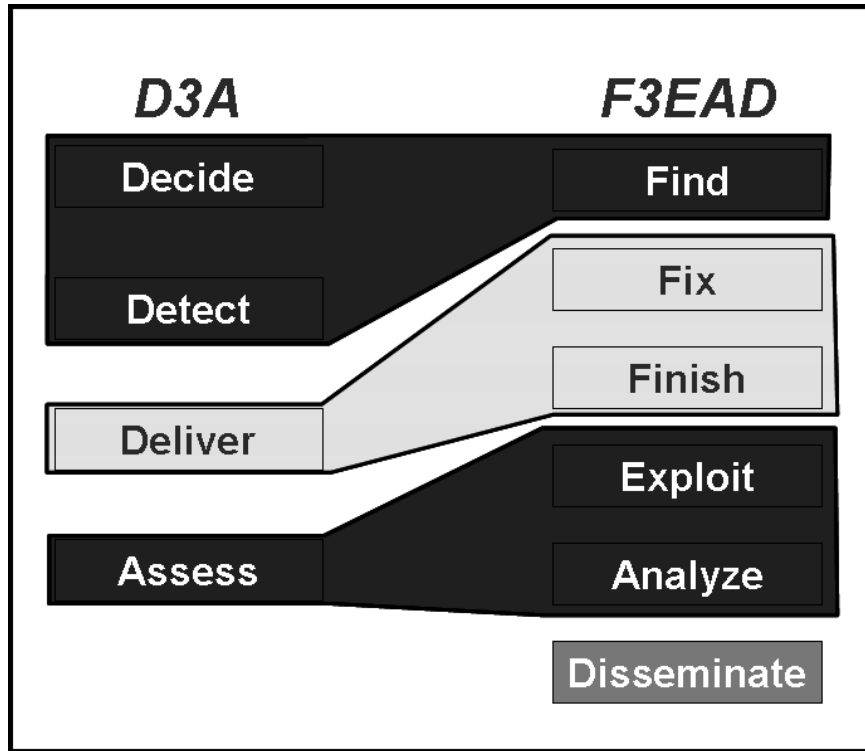 D3A
F3EAD
Decide
Find
Detect
Fix
Deliver
Finish
Assess
Exploit
Analyze
Disseminate